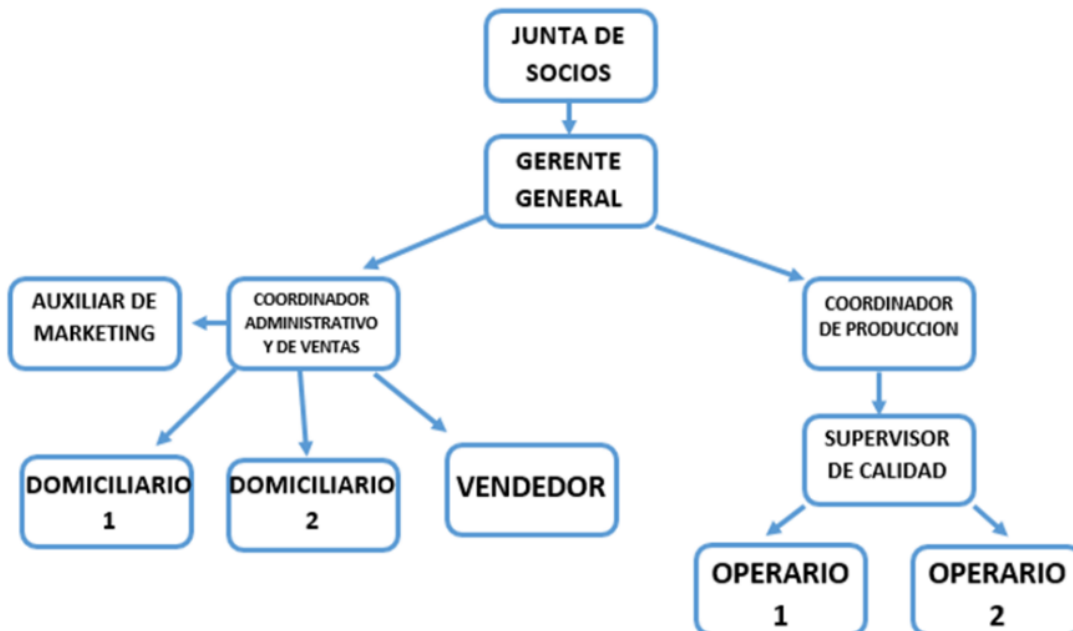 JUNTA DE
SOCIOS
GERENTE
GENERAL
AUXILIAR DE
MARKETING
COORDINADOR
ADMINISTRATIVO
Y DE VENTAS
COORDINADOR
DE PRODUCCION
SUPERVISOR
DE CALIDAD
DOMICILIARIO
1
DOMICILIARIO
2
VENDEDOR
OPERARIO
1
OPERARIO
2